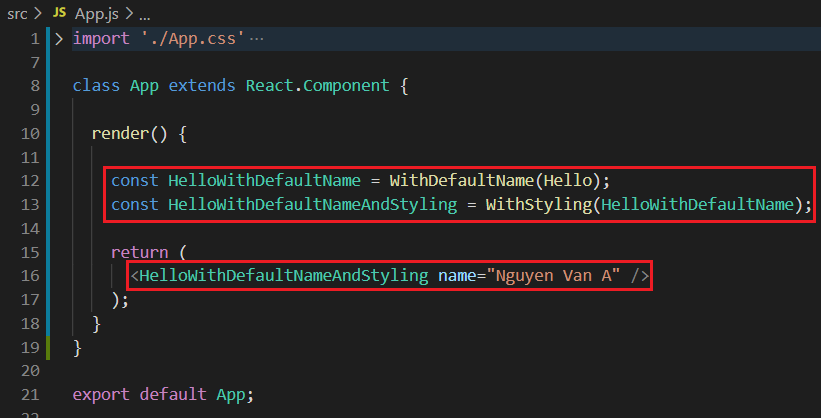 src > JS App.js > ...
1 > import './App.css' ...
7
8 class App extends React.Component {
9
10 render() {
11
12 const HelloWithDefaultName = WithDefaultName(Hello);
13 const HelloWithDefaultNameAndStyling = WithStyling(HelloWithDefaultName);
14
15 return (
16 <HelloWithDefaultNameAndStyling name="Nguyen Van A" />
17 );
18 }
19 }
20
21 export default App;